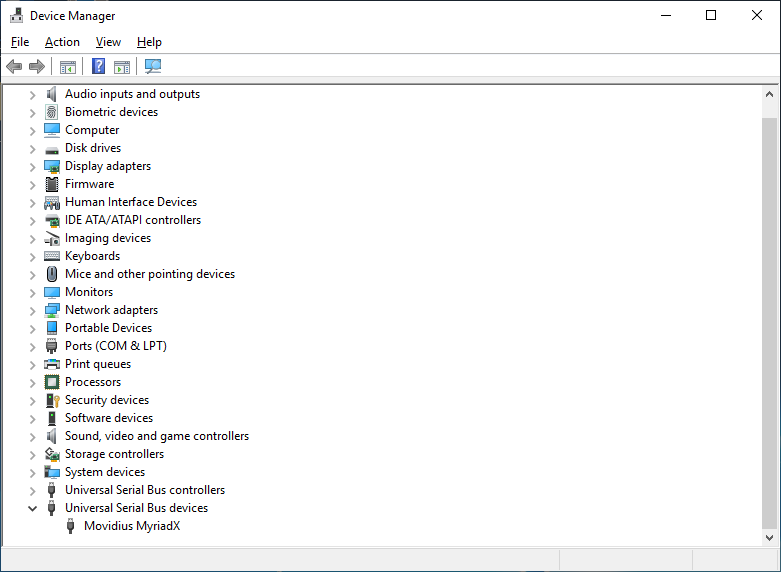 Device Manager
File Action View Help
Audio inputs and outputs
Biometric devices
Computer
Disk drives
Display adapters
Firmware
Human Interface Devices
IDE ATA/ATAPI controllers
Imaging devices
Keyboards
Mice and other pointing devices
Monitors
Network adapters
Portable Devices
Ports (COM & LPT)
Print queues
Processors
Security devices
Software devices
Sound, video and game controllers
Storage controllers
System devices
Universal Serial Bus controllers
Universal Serial Bus devices
Movidius MyriadX